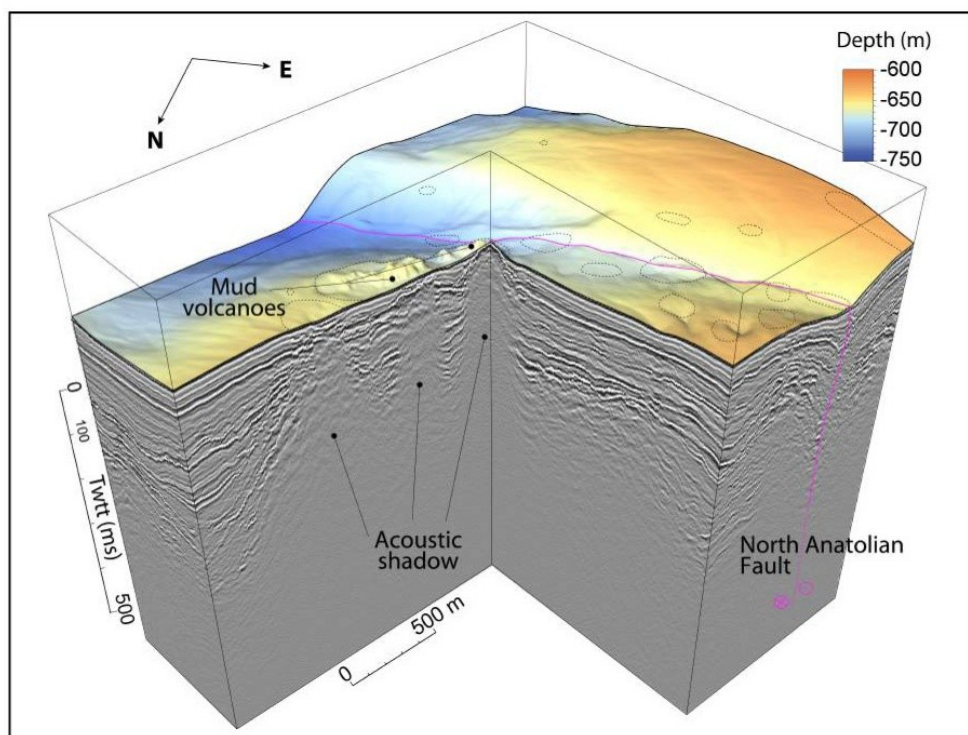 Depth (m)
-600
-650
-700
-750
E
N
Mud
volcanoes
0
100
Twtt (ms)
500
Acoustic
shadow
North Anatolian
Fault
0
500 m